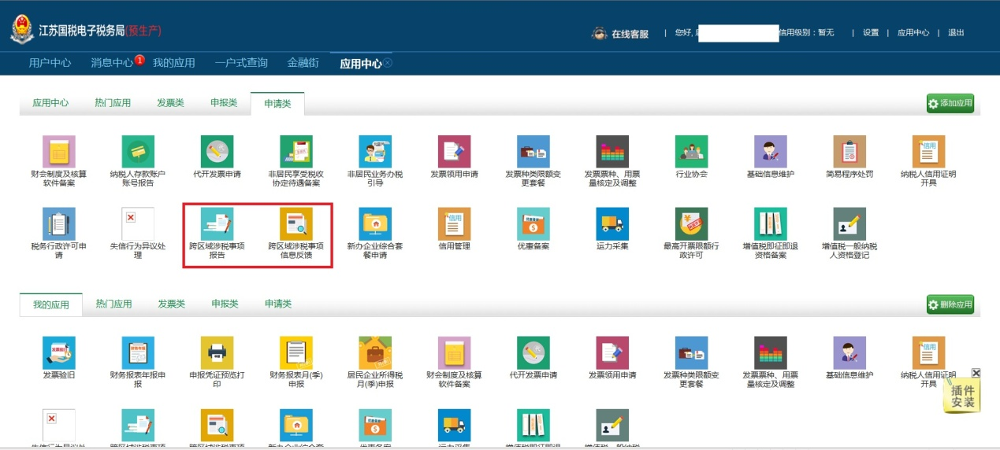 江苏国税电子税务局(预生产)
在线客服 | 您好, 信用级别：暂无 | 设置 | 应用中心 | 退出
用户中心 消息中心 1 我的应用 一户式查询 金融街 应用中心
应用中心 热门应用 发票类 申报类 申请类 添加应用
财会制度及核算
软件备案
纳税人存款账户
账号报告
代开发票申请
非居民享受税收
协定待遇备案
非居民业务办税
引导
发票领用申请
发票种类限额变
更套餐
发票票种、用票
量核定及调整
行业协会
基础信息维护
简易程序处罚
信用
纳税人信用证明
开具
税务行政许可申
请
失信行为异议处
理
跨区域涉税事项
报告
跨区域涉税事项
信息反馈
新办企业综合套
餐申请
信用
信用管理
优惠备案
运力采集
最高开票限额行
政许可
增值税即征即退
资格备案
增值税一般纳税
人资格登记
我的应用 热门应用 发票类 申报类 申请类 删除应用
发票验旧
财务报表年报申
报
申报凭证预览打
印
财务报表月(季)
申报
居民企业所得税
月(季)申报
财会制度及核算
软件备案
代开发票申请
发票领用申请
发票种类限额变
更套餐
发票票种、用票
量核定及调整
基础信息维护
信用
纳税人信用证明
开具
插件
安装